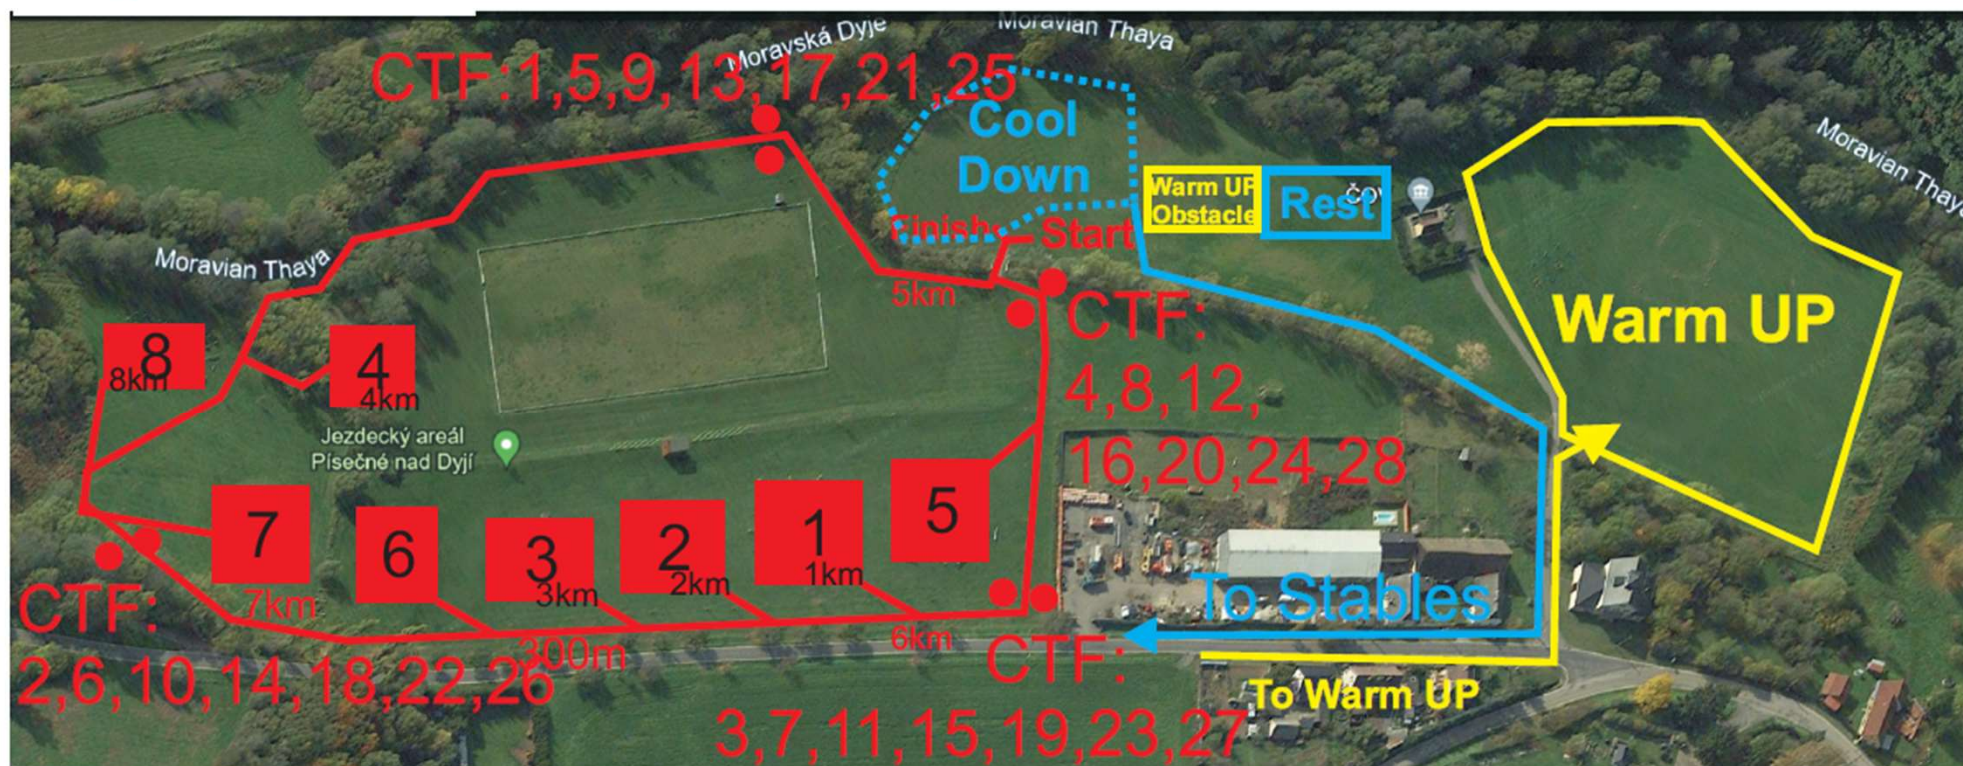 Moravská Dyje
Moravian Thaya
CTF:1,5,9,13,17,21,25
Cool
Down
Moravian Thaya
Warm UP
Obstacle
Rest
ČOV
Finish
Start
Moravian Thaya
5km
CTF:
4,8,12,
16,20,24,28
Warm UP
8
8km
4
4km
Jezdecký areál
Písečné nad Dyjí
7
6
3
3km
2
2km
1
1km
5
To Stables
CTF:
7km
2,6,10,14,18,22,26
300m
6km
CTF:
3,7,11,15,19,23,27
To Warm UP